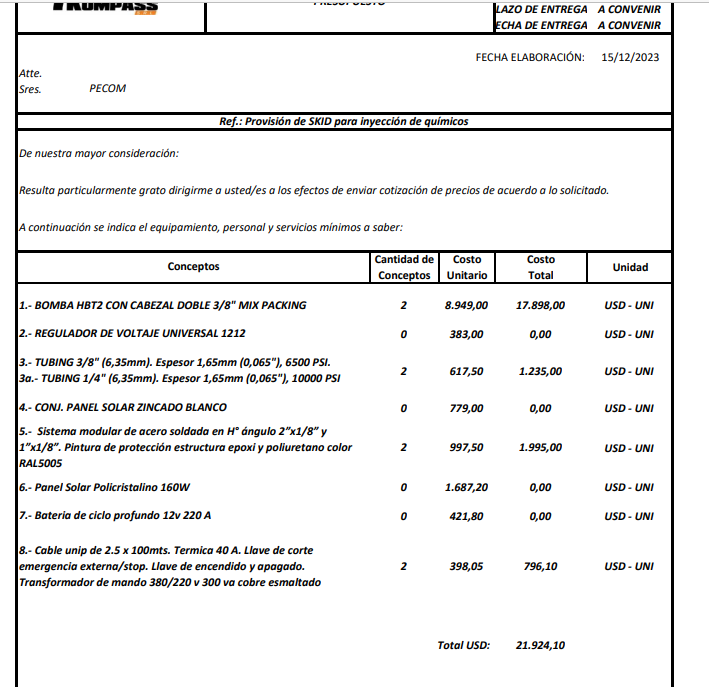 KOMPASS
PRESUPUESTO
LAZO DE ENTREGA A CONVENIR
ECHA DE ENTREGA A CONVENIR
FECHA ELABORACIÓN: 15/12/2023
Atte.
Sres. PECOM
Ref.: Provisión de SKID para inyección de químicos
De nuestra mayor consideración:
Resulta particularmente grato dirigirme a usted/es a los efectos de enviar cotización de precios de acuerdo a lo solicitado.
A continuación se indica el equipamiento, personal y servicios mínimos a saber:
Conceptos Cantidad de Conceptos Costo Unitario Costo Total Unidad
1.- BOMBA HBT2 CON CABEZAL DOBLE 3/8" MIX PACKING 2 8.949,00 17.898,00 USD - UNI
2.- REGULADOR DE VOLTAJE UNIVERSAL 1212 0 383,00 0,00 USD - UNI
3.- TUBING 3/8" (6,35mm). Espesor 1,65mm (0,065"), 6500 PSI.
3a.- TUBING 1/4" (6,35mm). Espesor 1,65mm (0,065"), 10000 PSI 2 617,50 1.235,00 USD - UNI
4.- CONJ. PANEL SOLAR ZINCADO BLANCO 0 779,00 0,00 USD - UNI
5.- Sistema modular de acero soldada en H° ángulo 2”x1/8” y
1”x1/8”. Pintura de protección estructura epoxi y poliuretano color 2 997,50 1.995,00 USD - UNI
RAL5005
6.- Panel Solar Policristalino 160W 0 1.687,20 0,00 USD - UNI
7.- Bateria de ciclo profundo 12v 220 A 0 421,80 0,00 USD - UNI
8.- Cable unip de 2.5 x 100mts. Termica 40 A. Llave de corte
emergencia externa/stop. Llave de encendido y apagado. 2 398,05 796,10 USD - UNI
Transformador de mando 380/220 v 300 va cobre esmaltado
Total USD: 21.924,10